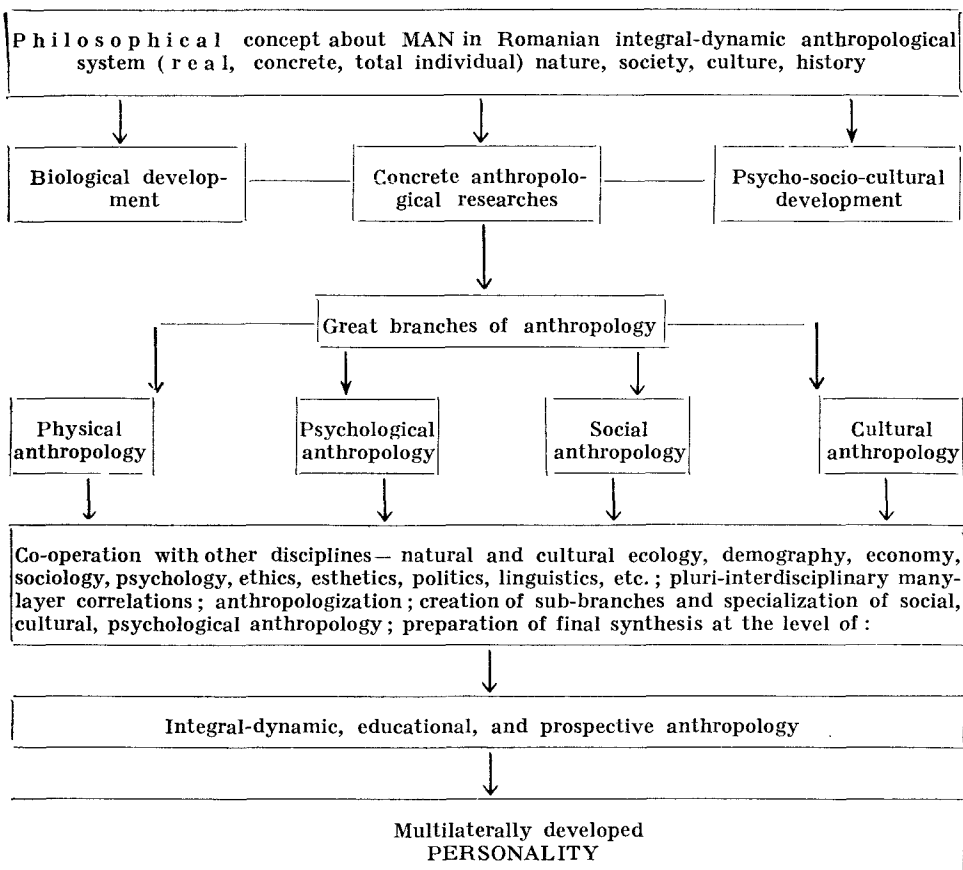 Philosophical concept about MAN in Romanian integral-dynamic anthropological
system (real, concrete, total individual) nature, society, culture, history
Biological develop-
ment
Concrete anthropolo-
gical researches
Psycho-socio-cultural
development
Great branches of anthropology
Physical
anthropology
Psychological
anthropology
Social
anthropology
Cultural
anthropology
Co-operation with other disciplines— natural and cultural ecology, demography, economy,
sociology, psychology, ethics, esthetics, politics, linguistics, etc.; pluri-interdisciplinary many-
layer correlations; anthropologization; creation of sub-branches and specialization of social,
cultural, psychological anthropology; preparation of final synthesis at the level of:
Integral-dynamic, educational, and prospective anthropology
Multilaterally developed
PERSONALITY